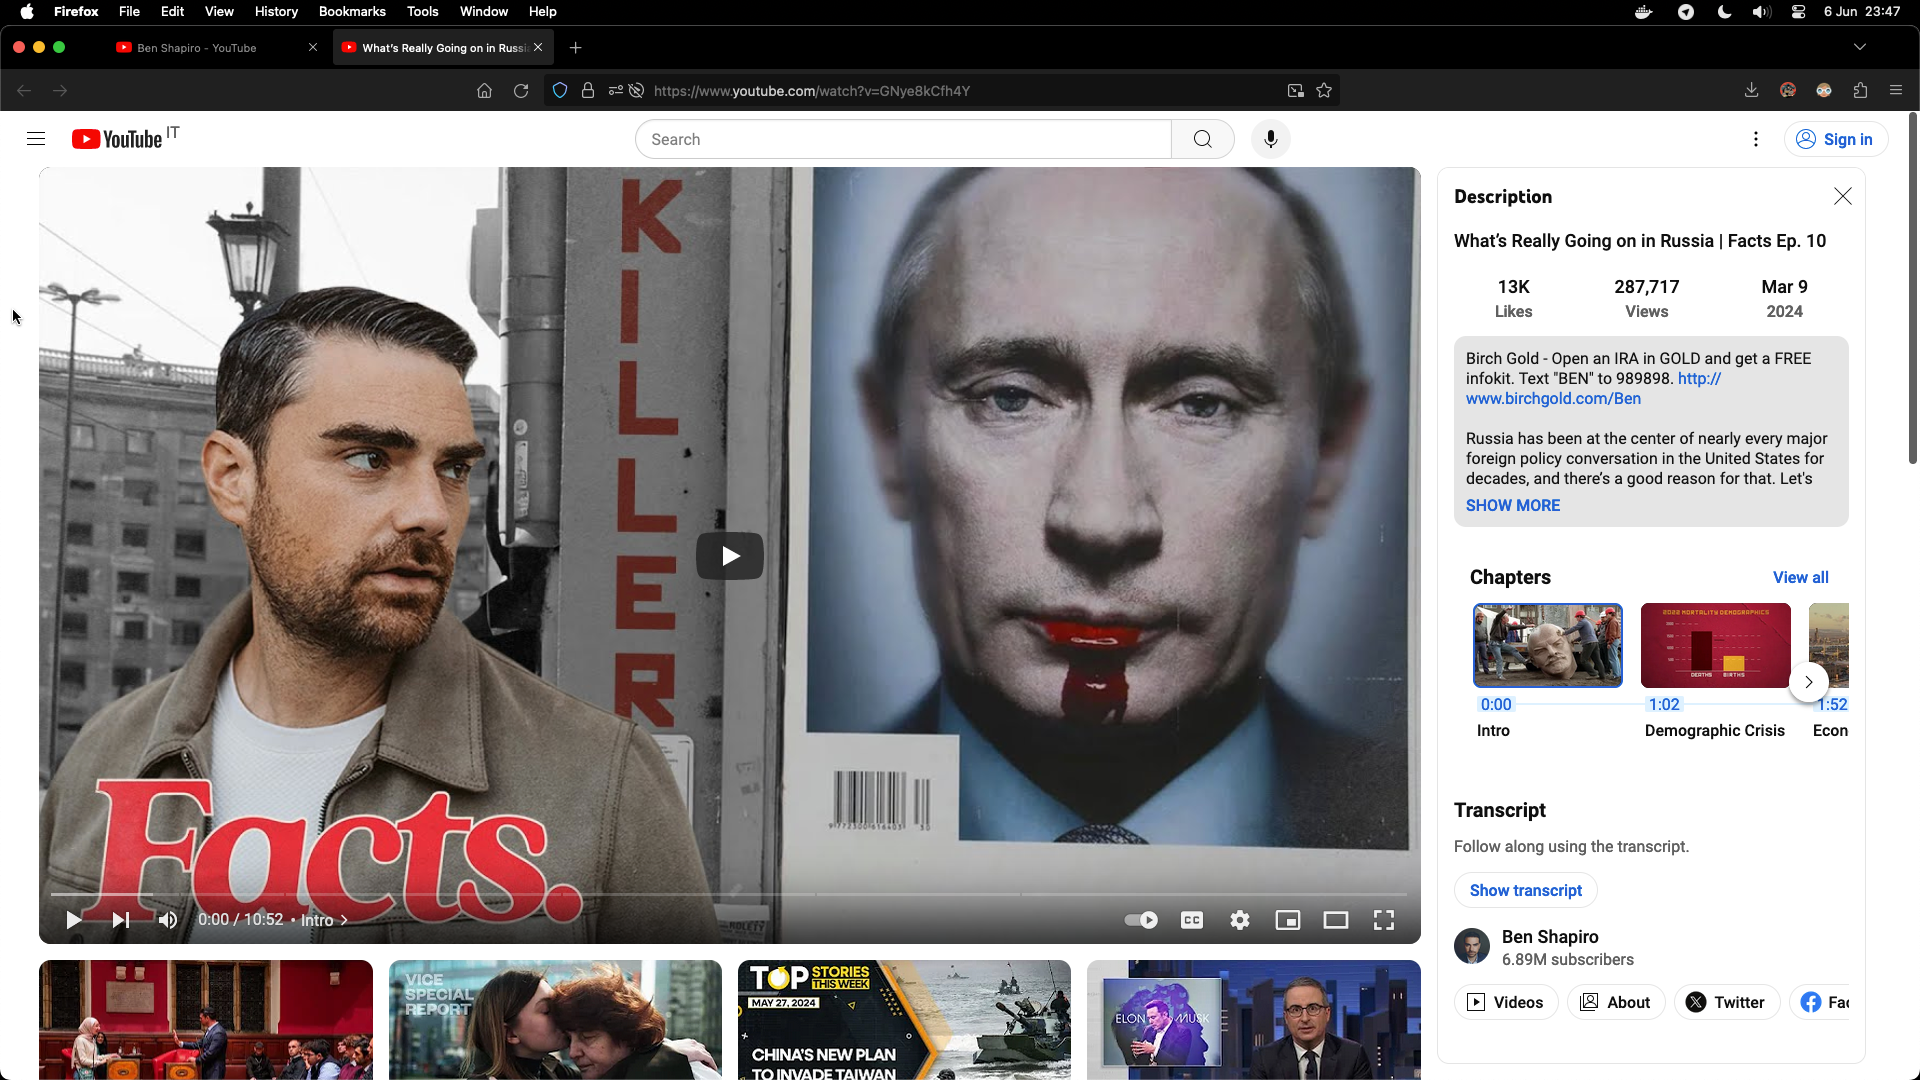 Firefox File Edit View History Bookmarks Tools Window Help 6 Jun 23:47
Ben Shapiro - YouTube
What's Really Going on in Russia
https://www.youtube.com/watch?v=GNye8kCfh4Y
YouTube IT
Search
Sign in
KILLER
Facts.
9772300616403 30
0:00 / 10:52 • Intro
CC
Description
What's Really Going on in Russia | Facts Ep. 10
13K 287,717 Mar 9
Likes Views 2024
Birch Gold - Open an IRA in GOLD and get a FREE
infokit. Text "BEN" to 989898. http://
www.birchgold.com/Ben
Russia has been at the center of nearly every major
foreign policy conversation in the United States for
decades, and there's a good reason for that. Let's
SHOW MORE
Chapters View all
2022 MORTALITY DEMOGRAPHICS
DEATHS BIRTHS
0:00 1:02 1:52
Intro Demographic Crisis Econ
Transcript
Follow along using the transcript.
Show transcript
Ben Shapiro
6.89M subscribers
Videos About Twitter Fac
VICE
SPECIAL
REPORT
TOP STORIES
THIS WEEK
MAY 27, 2024
CHINA'S NEW PLAN
TO INVADE TAIWAN
ELON MUSK